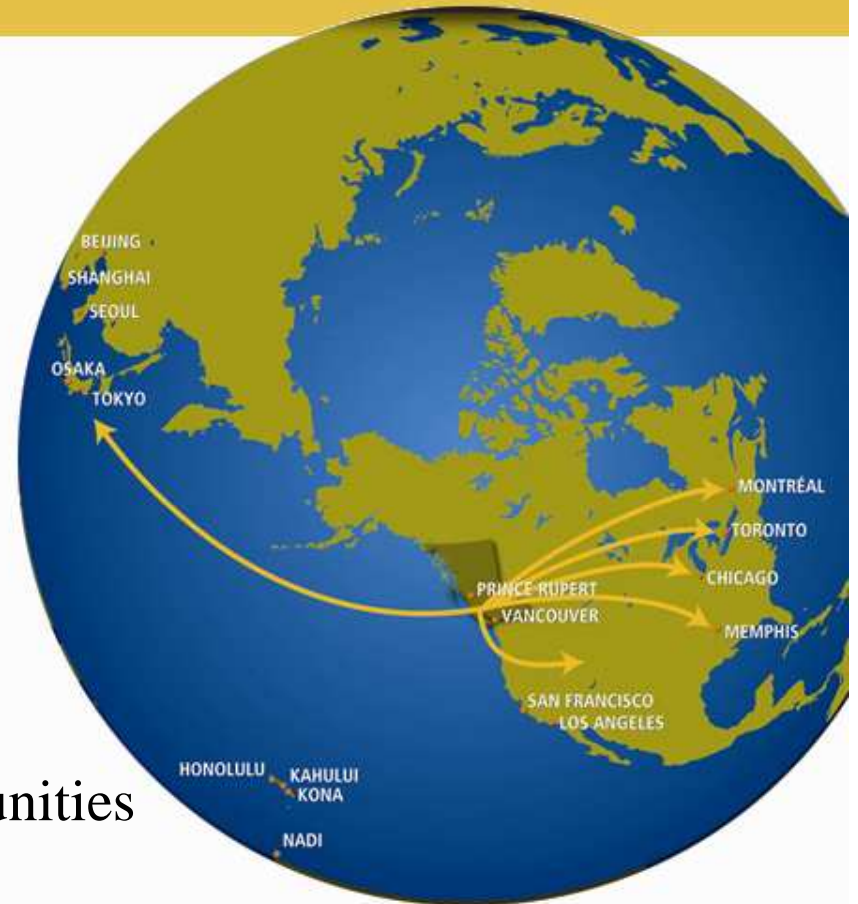 BEIJING
SHANGHAI
SEOUL
OSAKA
TOKYO
MONTRÉAL
TORONTO
CHICAGO
PRINCE RUPERT
VANCOUVER
MEMPHIS
SAN FRANCISCO
LOS ANGELES
HONOLULU
KAHULUI
KONA
NADI